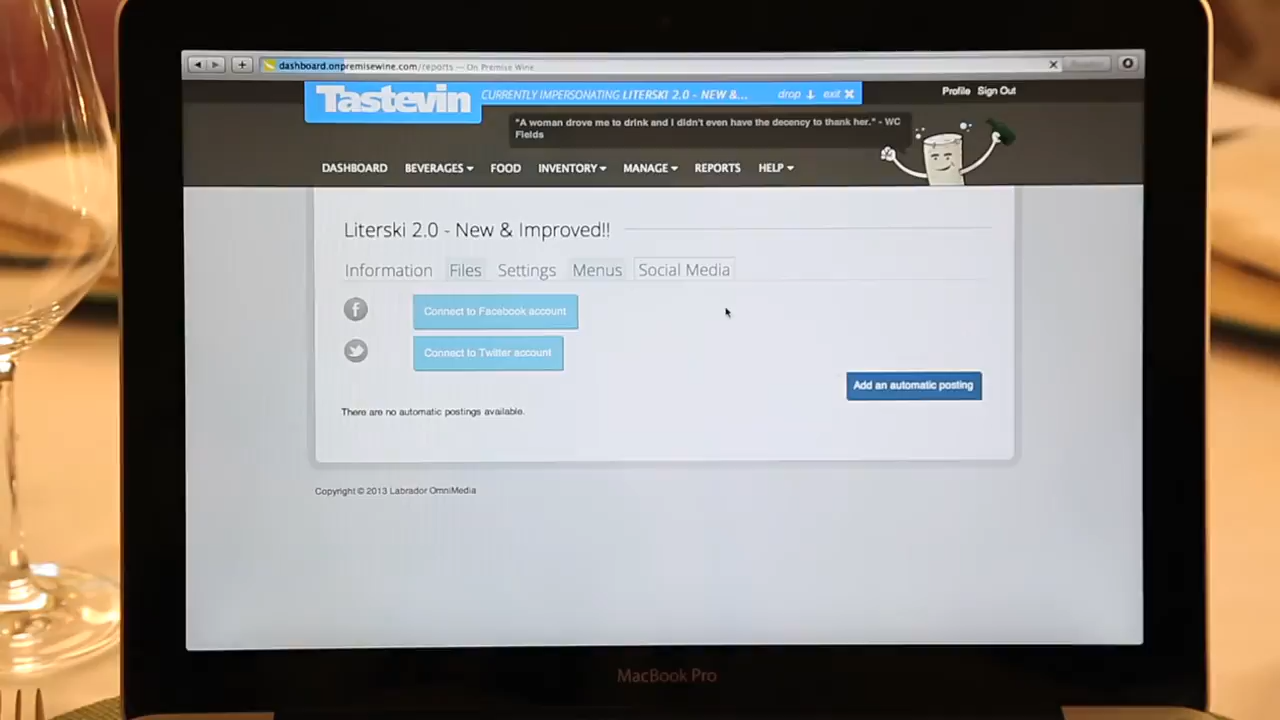 dashboard.onpremisewine.com/reports — On Premise Wine
Tastevin
CURRENTLY IMPERSONATING LITERSKI 2.0 - NEW &... drop exit
Profile Sign Out
"A woman drove me to drink and I didn't even have the decency to thank her." - WC
Fields
DASHBOARD BEVERAGES FOOD INVENTORY MANAGE REPORTS HELP
Literski 2.0 - New & Improved!!
Information Files Settings Menus Social Media
Connect to Facebook account
Connect to Twitter account
Add an automatic posting
There are no automatic postings available.
Copyright © 2013 Labrador OmniMedia
MacBook Pro